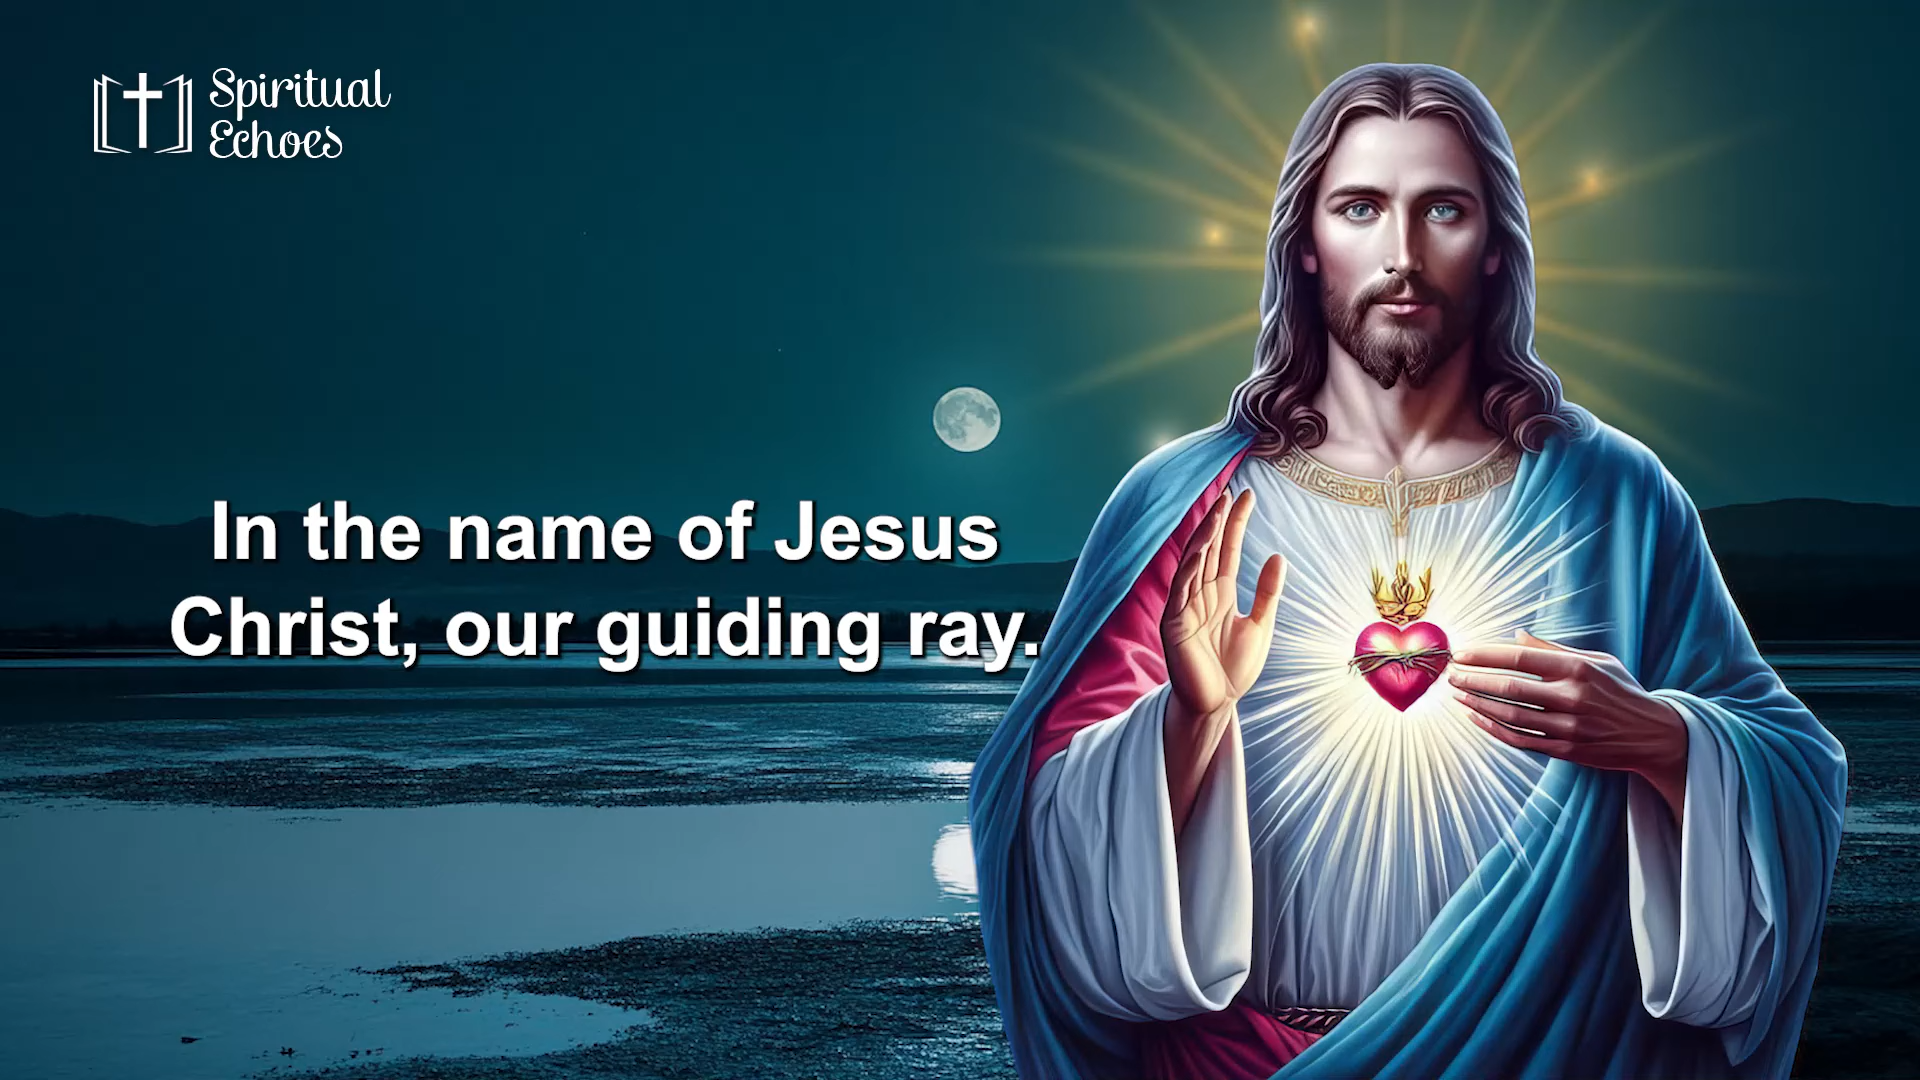 Spiritual
Echoes
In the name of Jesus
Christ, our guiding ray.